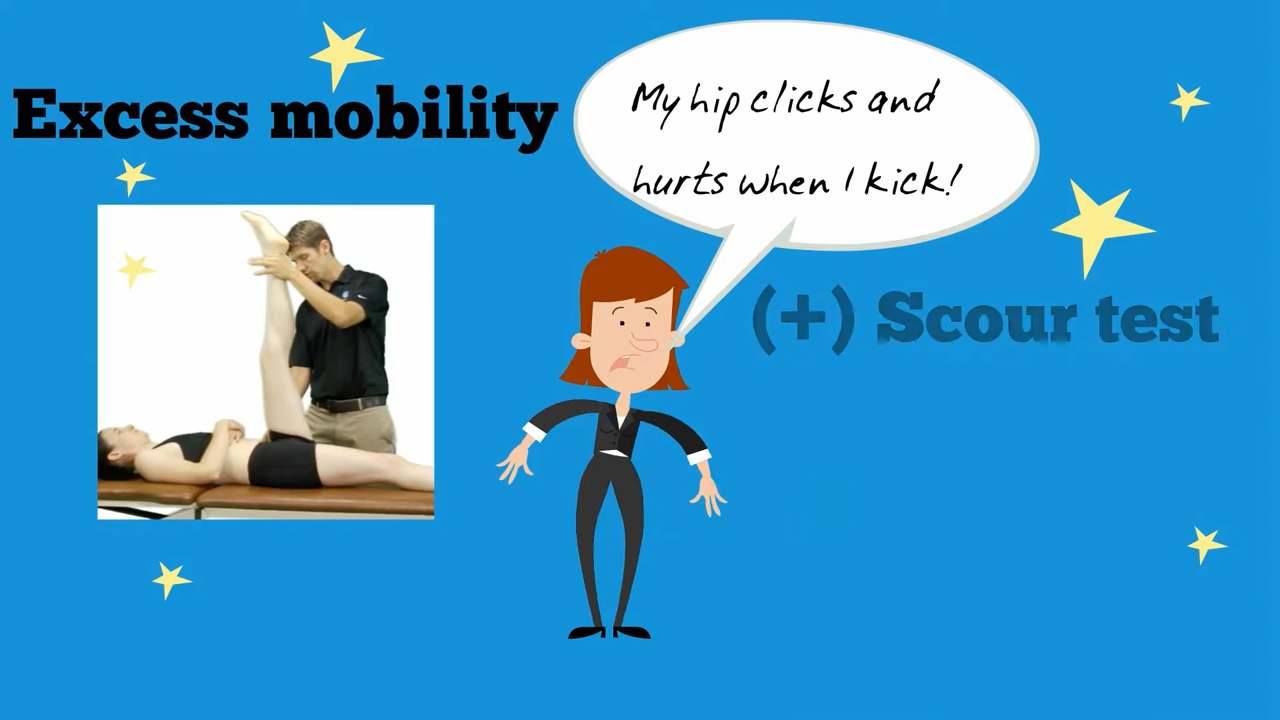 Excess mobility
My hip clicks and
hurts when I kick!
(+) Scour test